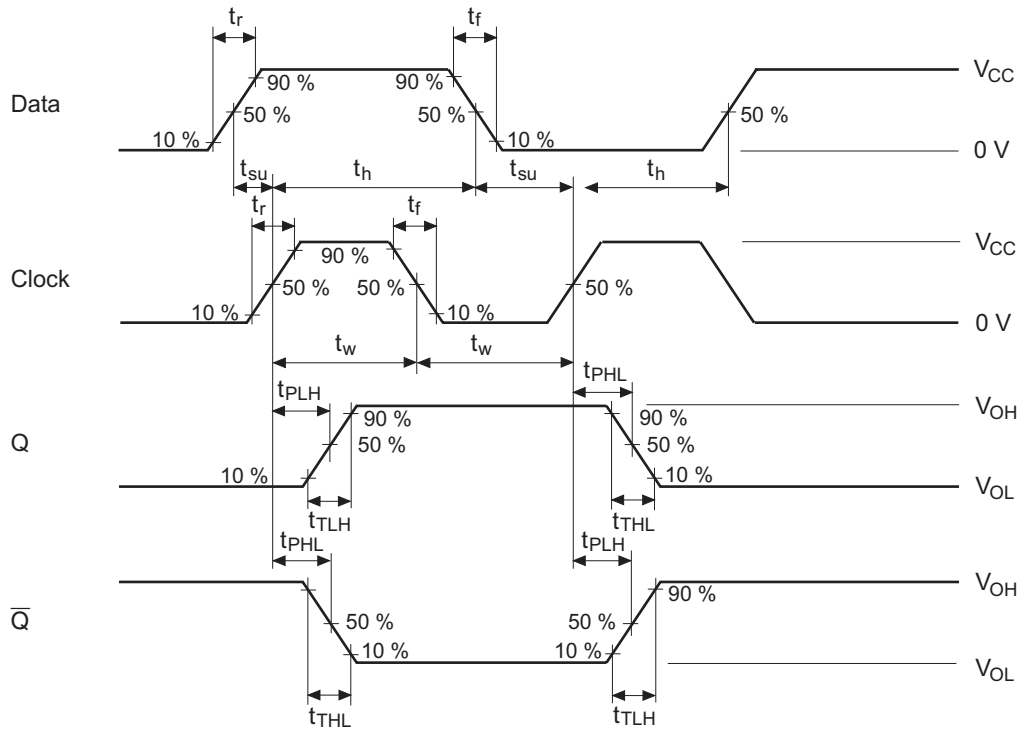 tr
tf
90 %
90 %
VCC
Data
50 %
50 %
50 %
10 %
10 %
0 V
tsu
th
tsu
th
tr
tf
VCC
90 %
Clock
50 %
50 %
50 %
10 %
10 %
0 V
tw
tw
tPLH
tPHL
VOH
90 %
90 %
Q
50 %
50 %
10 %
10 %
VOL
tTLH
tTHL
tPHL
tPLH
VOH
90 %
Q̅
50 %
50 %
10 %
10 %
VOL
tTHL
tTLH